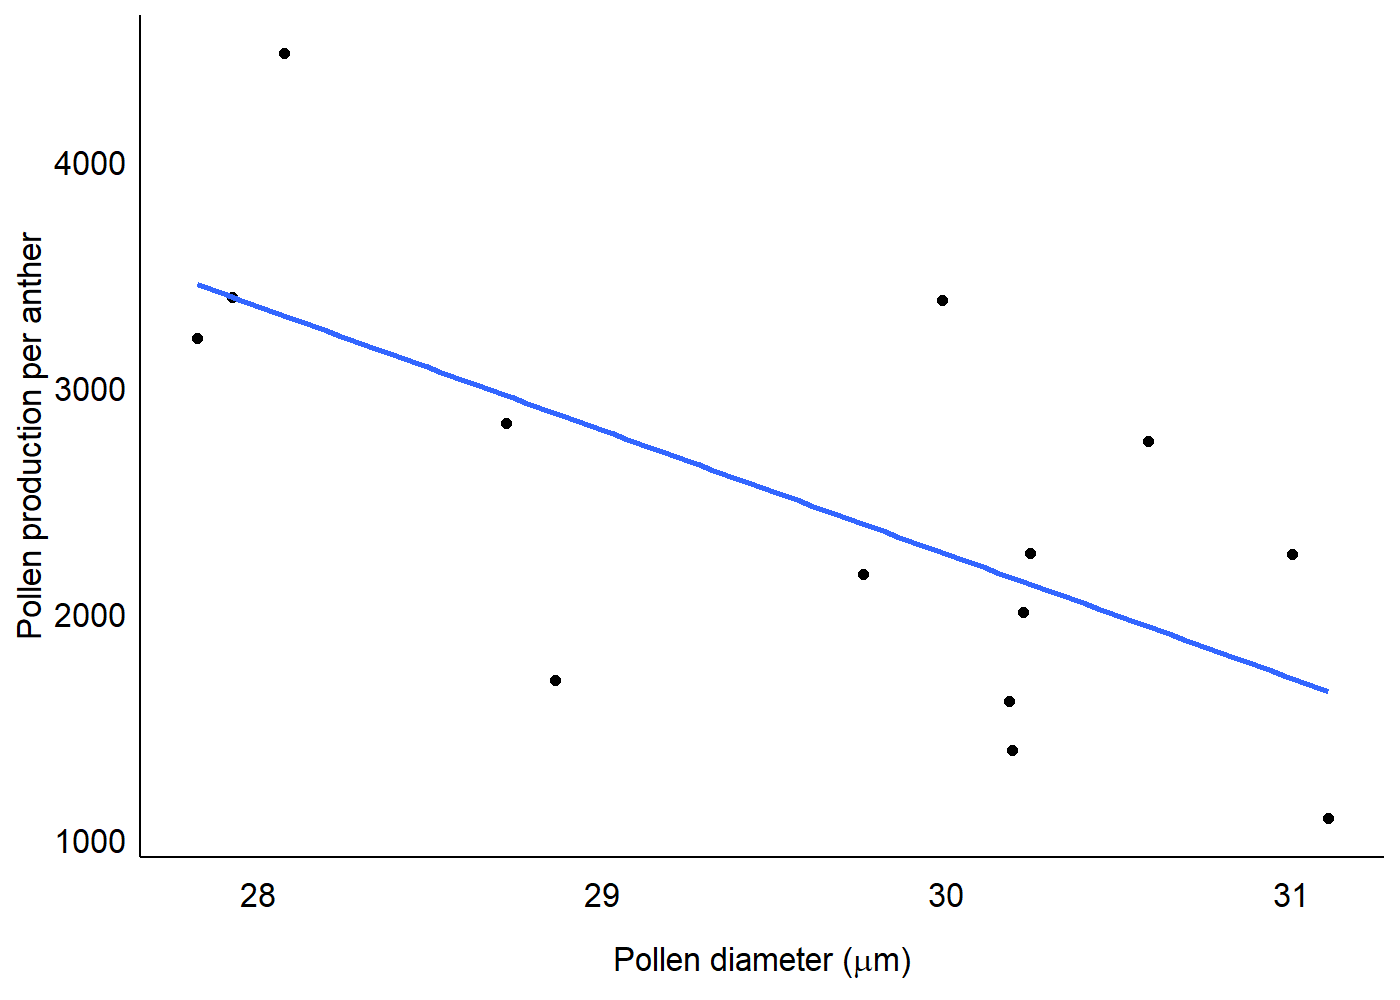 Pollen production per anther
4000
3000
2000
1000
28 29 30 31
Pollen diameter (μm)